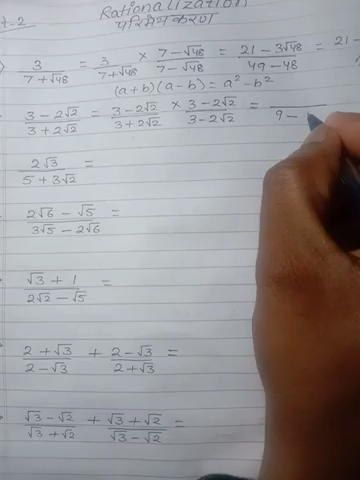 Rationalization
परिमेयकरण
3/(7+√48) = 3/(7+√48) × (7-√48)/(7-√48) = (21-3√48)/(49-48) = 21-
(a+b)(a-b) = a²-b²
(3-2√2)/(3+2√2) = (3-2√2)/(3+2√2) × (3-2√2)/(3-2√2) = /(9-
2√3/(5+3√2) =
(2√6-√5)/(3√5-2√6) =
(√3+1)/(2√2-√5) =
(2+√3)/(2-√3) + (2-√3)/(2+√3) =
(√3-√2)/(√3+√2) + (√3+√2)/(√3-√2) =